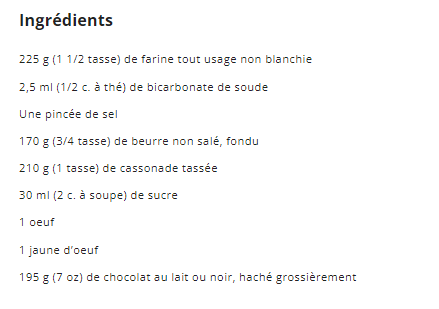 Ingrédients
225 g (1 1/2 tasse) de farine tout usage non blanchie
2,5 ml (1/2 c. à thé) de bicarbonate de soude
Une pincée de sel
170 g (3/4 tasse) de beurre non salé, fondu
210 g (1 tasse) de cassonade tassée
30 ml (2 c. à soupe) de sucre
1 oeuf
1 jaune d’oeuf
195 g (7 oz) de chocolat au lait ou noir, haché grossièrement